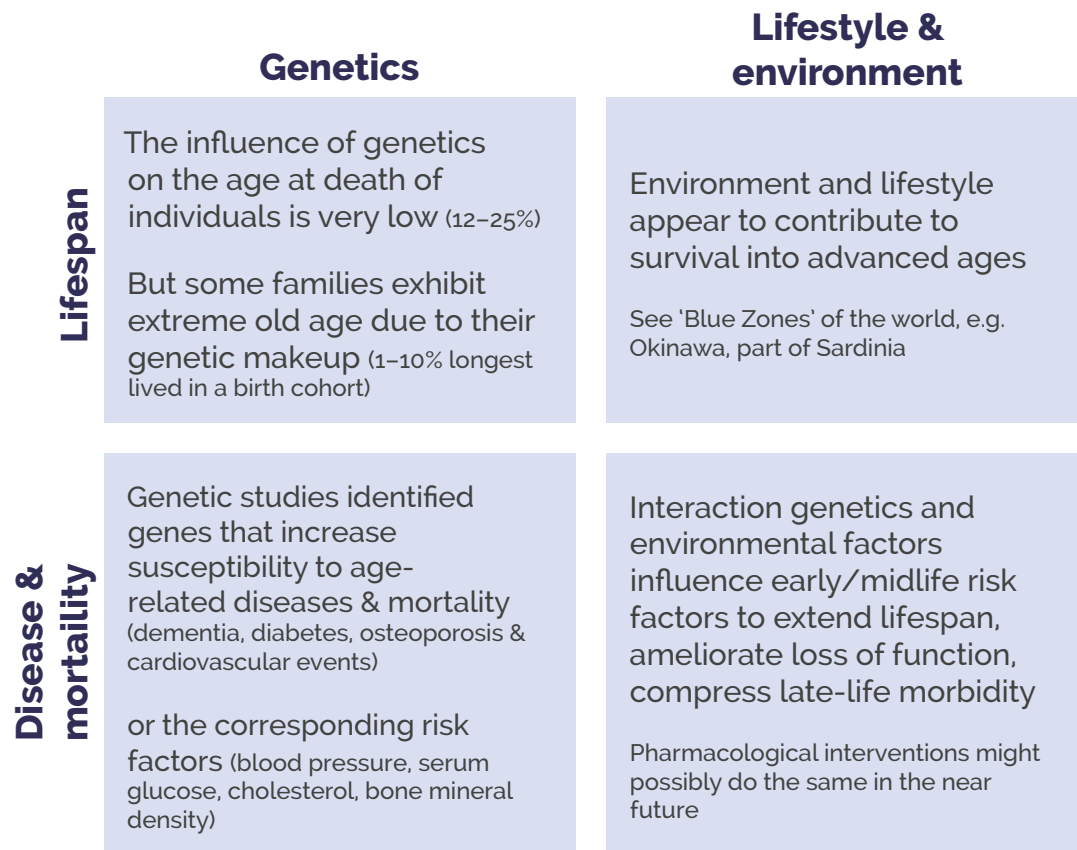 Genetics
Lifestyle &
environment
Lifespan
The influence of genetics
on the age at death of
individuals is very low (12–25%)
But some families exhibit
extreme old age due to their
genetic makeup (1–10% longest
lived in a birth cohort)
Environment and lifestyle
appear to contribute to
survival into advanced ages
See ‘Blue Zones’ of the world, e.g.
Okinawa, part of Sardinia
Disease &
mortaility
Genetic studies identified
genes that increase
susceptibility to age-
related diseases & mortality
(dementia, diabetes, osteoporosis &
cardiovascular events)
or the corresponding risk
factors (blood pressure, serum
glucose, cholesterol, bone mineral
density)
Interaction genetics and
environmental factors
influence early/midlife risk
factors to extend lifespan,
ameliorate loss of function,
compress late-life morbidity
Pharmacological interventions might
possibly do the same in the near
future